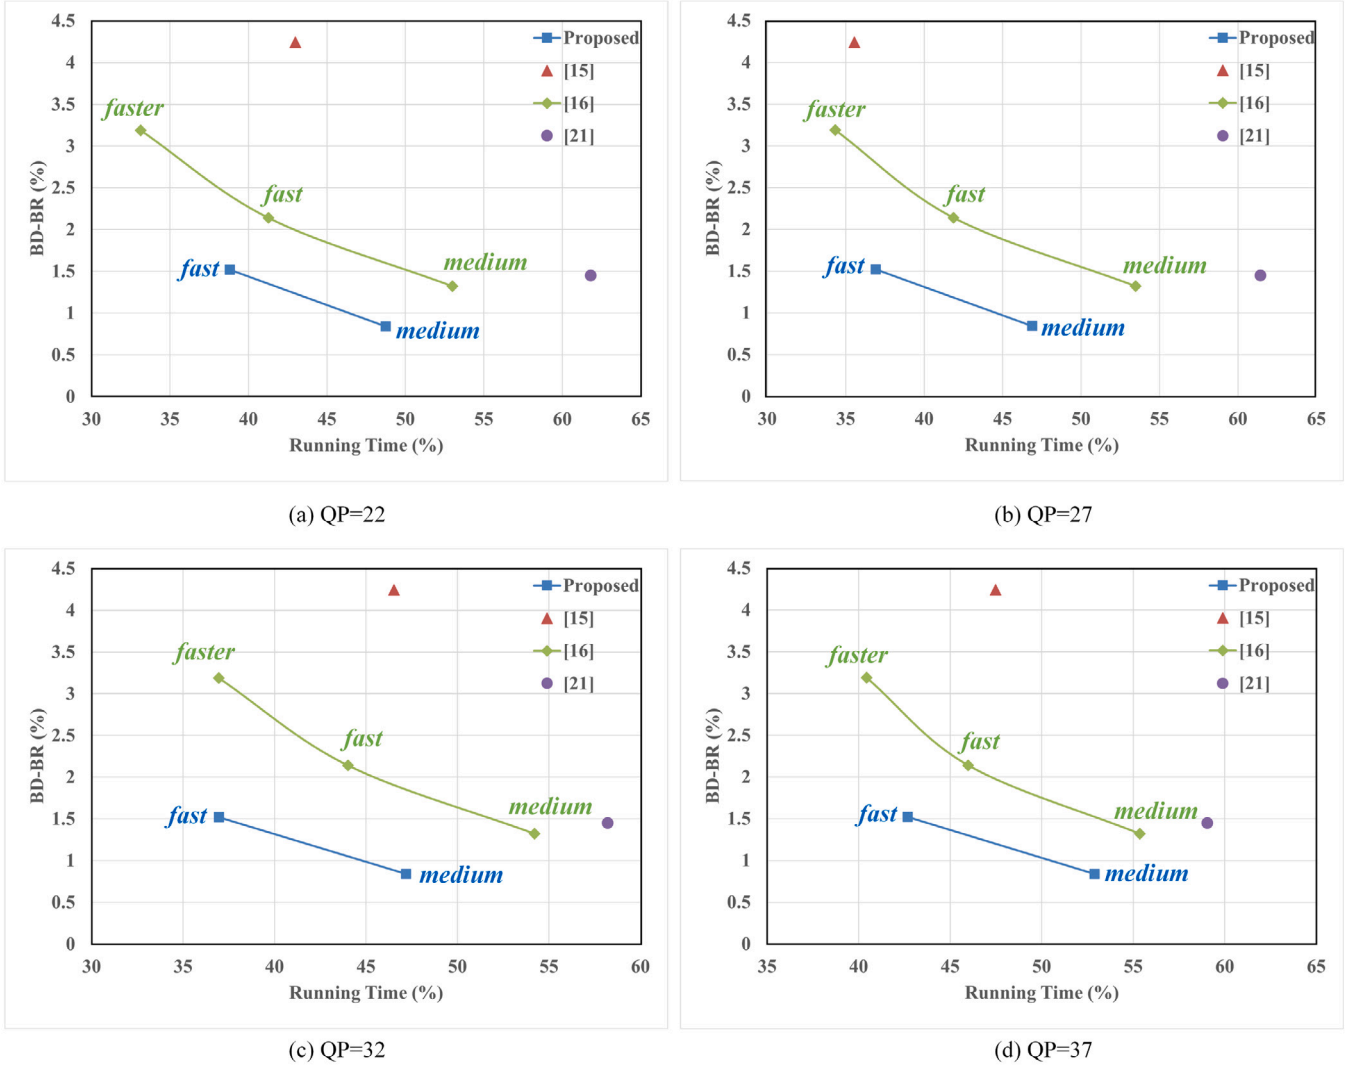 4.5
4
3.5
3
2.5
2
1.5
1
0.5
0
BD-BR (%)
30 35 40 45 50 55 60 65
Running Time (%)
Proposed
[15]
[16]
[21]
faster
fast
medium
fast
medium
(a) QP=22
4.5
4
3.5
3
2.5
2
1.5
1
0.5
0
BD-BR (%)
30 35 40 45 50 55 60 65
Running Time (%)
Proposed
[15]
[16]
[21]
faster
fast
medium
fast
medium
(b) QP=27
4.5
4
3.5
3
2.5
2
1.5
1
0.5
0
BD-BR (%)
30 35 40 45 50 55 60
Running Time (%)
Proposed
[15]
[16]
[21]
faster
fast
medium
fast
medium
(c) QP=32
4.5
4
3.5
3
2.5
2
1.5
1
0.5
0
BD-BR (%)
35 40 45 50 55 60 65
Running Time (%)
Proposed
[15]
[16]
[21]
faster
fast
medium
fast
medium
(d) QP=37